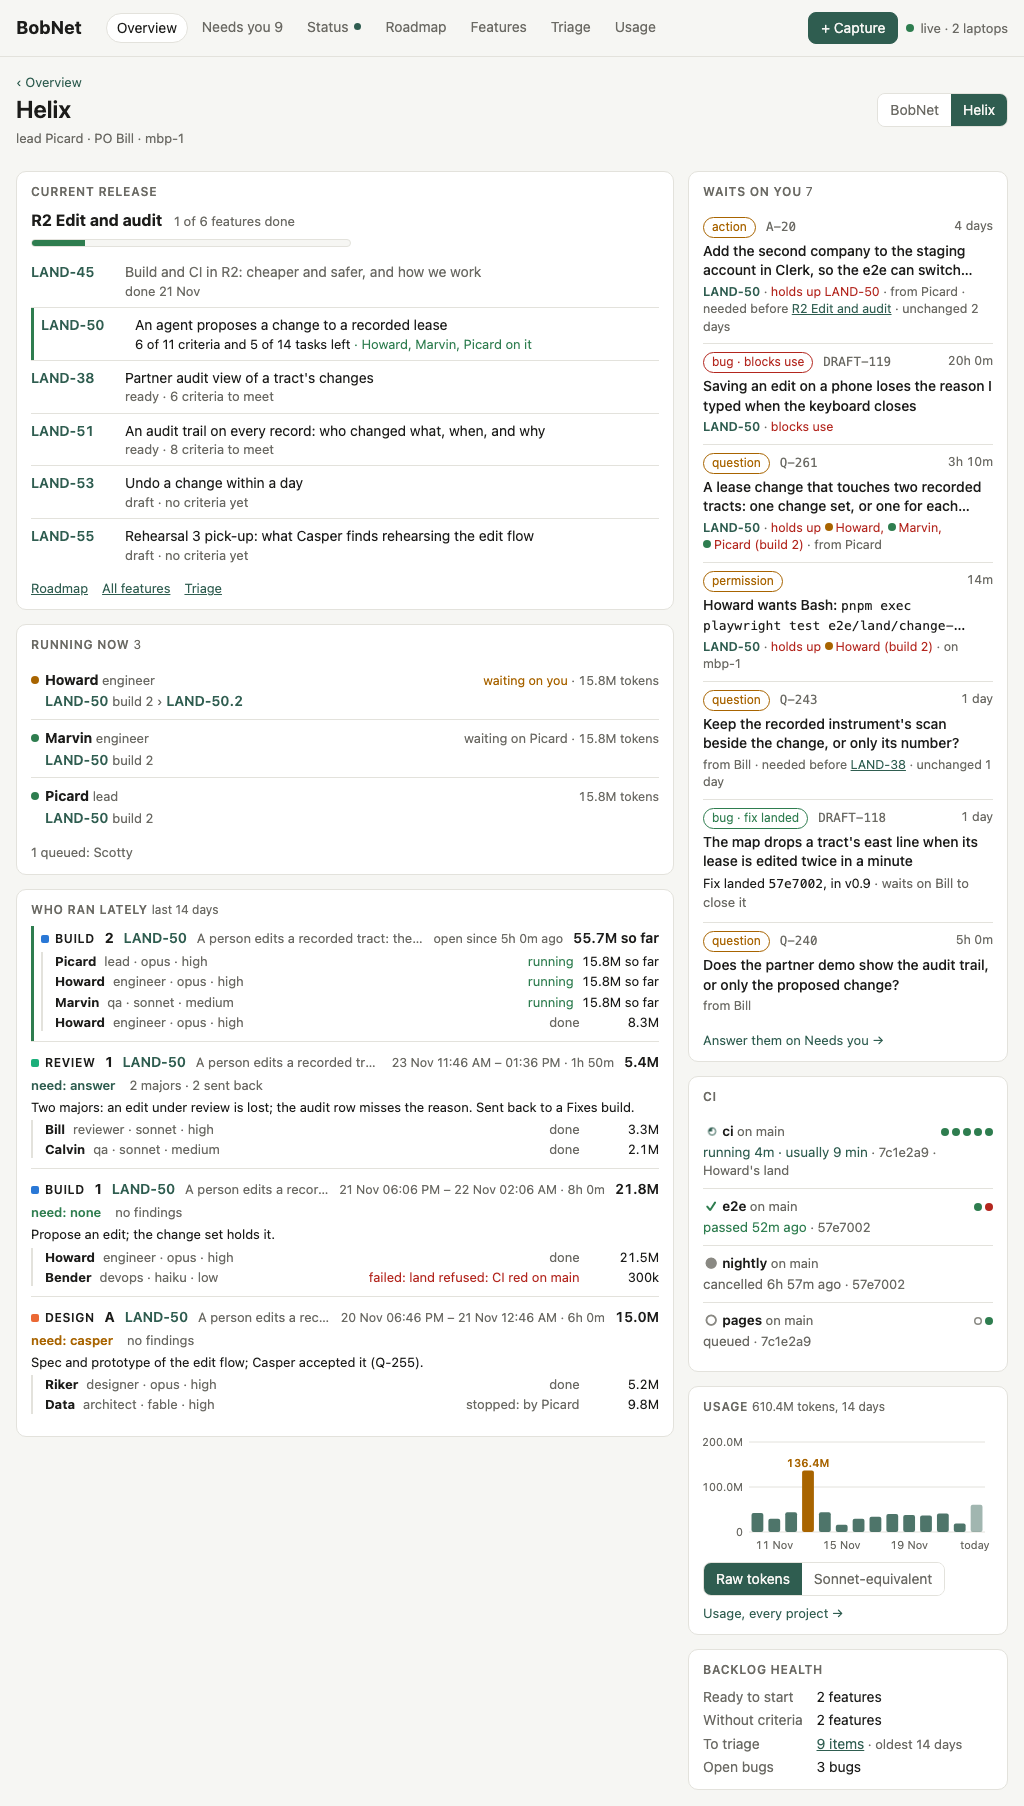 BobNet
Overview
Needs you 9
Status
Roadmap
Features
Triage
Usage
+ Capture
live · 2 laptops
‹ Overview
Helix
lead Picard · PO Bill · mbp-1
BobNet
Helix
CURRENT RELEASE
R2 Edit and audit 1 of 6 features done
LAND-45 Build and CI in R2: cheaper and safer, and how we work
done 21 Nov
LAND-50 An agent proposes a change to a recorded lease
6 of 11 criteria and 5 of 14 tasks left · Howard, Marvin, Picard on it
LAND-38 Partner audit view of a tract's changes
ready · 6 criteria to meet
LAND-51 An audit trail on every record: who changed what, when, and why
ready · 8 criteria to meet
LAND-53 Undo a change within a day
draft · no criteria yet
LAND-55 Rehearsal 3 pick-up: what Casper finds rehearsing the edit flow
draft · no criteria yet
Roadmap All features Triage
RUNNING NOW 3
Howard engineer waiting on you · 15.8M tokens
LAND-50 build 2 › LAND-50.2
Marvin engineer waiting on Picard · 15.8M tokens
LAND-50 build 2
Picard lead 15.8M tokens
LAND-50 build 2
1 queued: Scotty
WHO RAN LATELY last 14 days
BUILD 2 LAND-50 A person edits a recorded tract: the... open since 5h 0m ago 55.7M so far
Picard lead · opus · high running 15.8M so far
Howard engineer · opus · high running 15.8M so far
Marvin qa · sonnet · medium running 15.8M so far
Howard engineer · opus · high done 8.3M
REVIEW 1 LAND-50 A person edits a recorded tr... 23 Nov 11:46 AM – 01:36 PM · 1h 50m 5.4M
need: answer 2 majors · 2 sent back
Two majors: an edit under review is lost; the audit row misses the reason. Sent back to a Fixes build.
Bill reviewer · sonnet · high done 3.3M
Calvin qa · sonnet · medium done 2.1M
BUILD 1 LAND-50 A person edits a recor... 21 Nov 06:06 PM – 22 Nov 02:06 AM · 8h 0m 21.8M
need: none no findings
Propose an edit; the change set holds it.
Howard engineer · opus · high done 21.5M
Bender devops · haiku · low failed: land refused: CI red on main 300k
DESIGN A LAND-50 A person edits a rec... 20 Nov 06:46 PM – 21 Nov 12:46 AM · 6h 0m 15.0M
need: casper no findings
Spec and prototype of the edit flow; Casper accepted it (Q-255).
Riker designer · opus · high done 5.2M
Data architect · fable · high stopped: by Picard 9.8M
WAITS ON YOU 7
action A-20 4 days
Add the second company to the staging
account in Clerk, so the e2e can switch...
LAND-50 · holds up LAND-50 · from Picard ·
needed before R2 Edit and audit · unchanged 2
days
bug · blocks use DRAFT-119 20h 0m
Saving an edit on a phone loses the reason I
typed when the keyboard closes
LAND-50 · blocks use
question Q-261 3h 10m
A lease change that touches two recorded
tracts: one change set, or one for each...
LAND-50 · holds up Howard, Marvin,
Picard (build 2) · from Picard
permission 14m
Howard wants Bash: pnpm exec
playwright test e2e/land/change-...
LAND-50 · holds up Howard (build 2) · on
mbp-1
question Q-243 1 day
Keep the recorded instrument's scan
beside the change, or only its number?
from Bill · needed before LAND-38 · unchanged 1
day
bug · fix landed DRAFT-118 1 day
The map drops a tract's east line when its
lease is edited twice in a minute
Fix landed 57e7002, in v0.9 · waits on Bill to
close it
question Q-240 5h 0m
Does the partner demo show the audit trail,
or only the proposed change?
from Bill
Answer them on Needs you →
CI
ci on main
running 4m · usually 9 min · 7c1e2a9 ·
Howard's land
e2e on main
passed 52m ago · 57e7002
nightly on main
cancelled 6h 57m ago · 57e7002
pages on main
queued · 7c1e2a9
USAGE 610.4M tokens, 14 days
200.0M
136.4M
100.0M
0
11 Nov 15 Nov 19 Nov today
Raw tokens Sonnet-equivalent
Usage, every project →
BACKLOG HEALTH
Ready to start 2 features
Without criteria 2 features
To triage 9 items · oldest 14 days
Open bugs 3 bugs